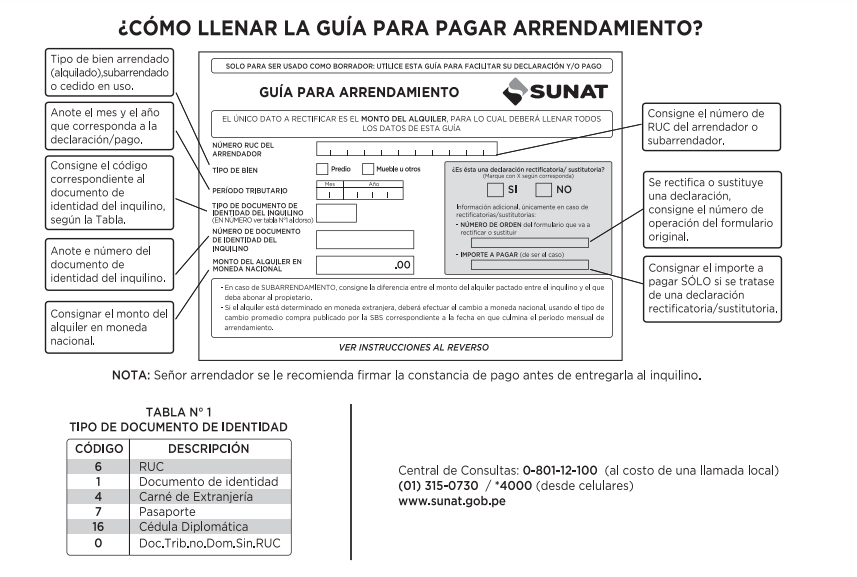 ¿CÓMO LLENAR LA GUÍA PARA PAGAR ARRENDAMIENTO?
Tipo de bien arrendado
(alquilado),subarrendado
o cedido en uso.
Anote el mes y el año
que corresponda a la
declaración/pago.
Consigne el código
correspondiente al
documento de
identidad del inquilino,
según la Tabla.
Anote e número del
documento de
identidad del inquilino.
Consignar el monto del
alquiler en moneda
nacional.
SOLO PARA SER USADO COMO BORRADOR: UTILICE ESTA GUÍA PARA FACILITAR SU DECLARACIÓN Y/O PAGO
GUÍA PARA ARRENDAMIENTO
SUNAT
EL ÚNICO DATO A RECTIFICAR ES EL MONTO DEL ALQUILER, PARA LO CUAL DEBERÁ LLENAR TODOS
LOS DATOS DE ESTA GUÍA
NÚMERO RUC DEL
ARRENDADOR
TIPO DE BIEN
Predio
Mueble u otros
PERÍODO TRIBUTARIO
Mes
Año
TIPO DE DOCUMENTO DE
IDENTIDAD DEL INQUILINO
(EN NÚMERO ver tabla N°1 al dorso)
NÚMERO DE DOCUMENTO
DE IDENTIDAD DEL
INQUILINO
MONTO DEL ALQUILER EN
MONEDA NACIONAL
.00
¿Es ésta una declaración rectificatoria/ sustitutoria?
(Marque con X según corresponda)
SI
NO
Información adicional, únicamente en caso de
rectificatorias/sustitutorias:
- NÚMERO DE ORDEN del formulario que va a
rectificar o sustituir
- IMPORTE A PAGAR (de ser el caso)
- En caso de SUBARRENDAMIENTO, consigne la diferencia entre el monto del alquiler pactado entre el inquilino y el que
deba abonar al propietario.
- Si el alquiler está determinado en moneda extranjera, deberá efectuar el cambio a moneda nacional, usando el tipo de
cambio promedio compra publicado por la SBS correspondiente a la fecha en que culmina el período mensual de
arrendamiento.
VER INSTRUCCIONES AL REVERSO
Consigne el número de
RUC del arrendador o
subarrendador.
Se rectifica o sustituye
una declaración,
consigne el número de
operación del formulario
original.
Consignar el importe a
pagar SÓLO si se tratase
de una declaración
rectificatoria/sustitutoria.
NOTA: Señor arrendador se le recomienda firmar la constancia de pago antes de entregarla al inquilino.
TABLA N° 1
TIPO DE DOCUMENTO DE IDENTIDAD
CÓDIGO DESCRIPCIÓN
6 RUC
1 Documento de identidad
4 Carné de Extranjería
7 Pasaporte
16 Cédula Diplomática
0 Doc.Trib.no.Dom.Sin.RUC
Central de Consultas: 0-801-12-100 (al costo de una llamada local)
(01) 315-0730 / *4000 (desde celulares)
www.sunat.gob.pe